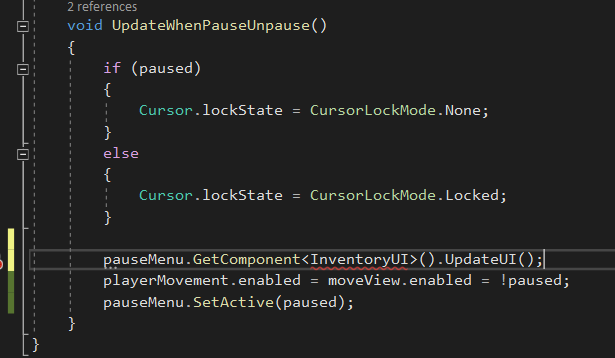 2 references
void UpdateWhenPauseUnpause()
{
if (paused)
{
Cursor.lockState = CursorLockMode.None;
}
else
{
Cursor.lockState = CursorLockMode.Locked;
}
pauseMenu.GetComponent<InventoryUI>().UpdateUI();
playerMovement.enabled = moveView.enabled = !paused;
pauseMenu.SetActive(paused);
}
}